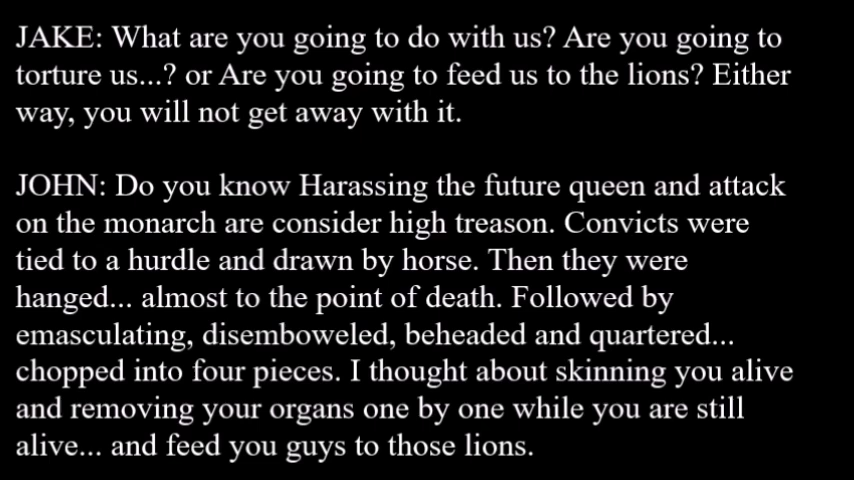 JAKE: What are you going to do with us? Are you going to
torture us...? or Are you going to feed us to the lions? Either
way, you will not get away with it.
JOHN: Do you know Harassing the future queen and attack
on the monarch are consider high treason. Convicts were
tied to a hurdle and drawn by horse. Then they were
hanged... almost to the point of death. Followed by
emasculating, disemboweled, beheaded and quartered...
chopped into four pieces. I thought about skinning you alive
and removing your organs one by one while you are still
alive... and feed you guys to those lions.